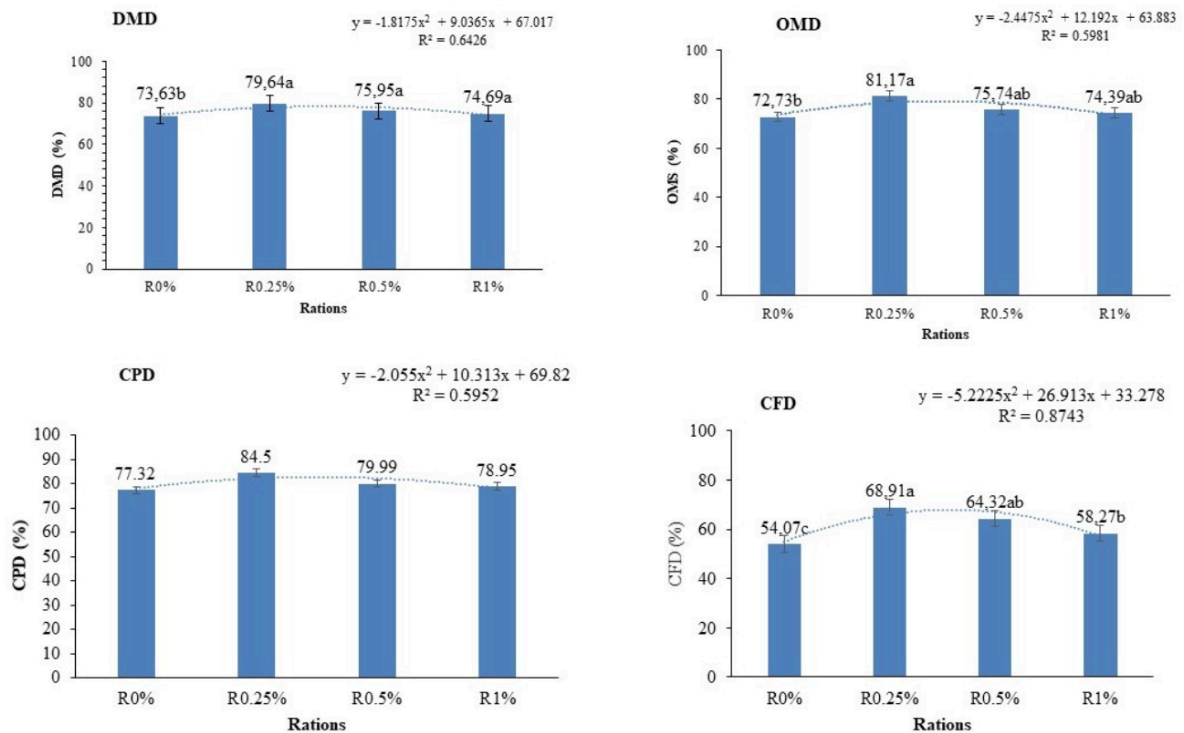 DMD
y = -1.8175x² + 9.0365x + 67.017
R² = 0.6426
100
80
60
40
20
0
DMD (%)
73,63b
79,64a
75,95a
74,69a
R0%
R0.25%
R0.5%
R1%
Rations
OMD
y = -2.4475x² + 12.192x + 63.883
R² = 0.5981
100
80
60
40
20
0
OMS (%)
72,73b
81,17a
75,74ab
74,39ab
R0%
R0.25%
R0.5%
R1%
Rations
CPD
y = -2.055x² + 10.313x + 69.82
R² = 0.5952
100
90
80
70
60
50
40
30
20
10
0
CPD (%)
77.32
84.5
79.99
78.95
R0%
R0.25%
R0.5%
R1%
Rations
CFD
y = -5.2225x² + 26.913x + 33.278
R² = 0.8743
100
80
60
40
20
0
CFD (%)
54,07c
68,91a
64,32ab
58,27b
R0%
R0.25%
R0.5%
R1%
Rations